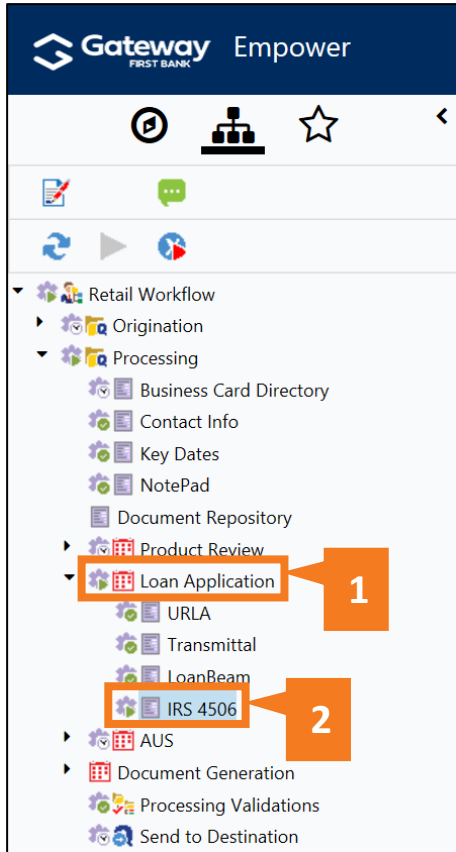 Gateway Empower
FIRST BANK
Retail Workflow
Origination
Processing
Business Card Directory
Contact Info
Key Dates
NotePad
Document Repository
Product Review
Loan Application
1
URLA
Transmittal
LoanBeam
IRS 4506
2
AUS
Document Generation
Processing Validations
Send to Destination